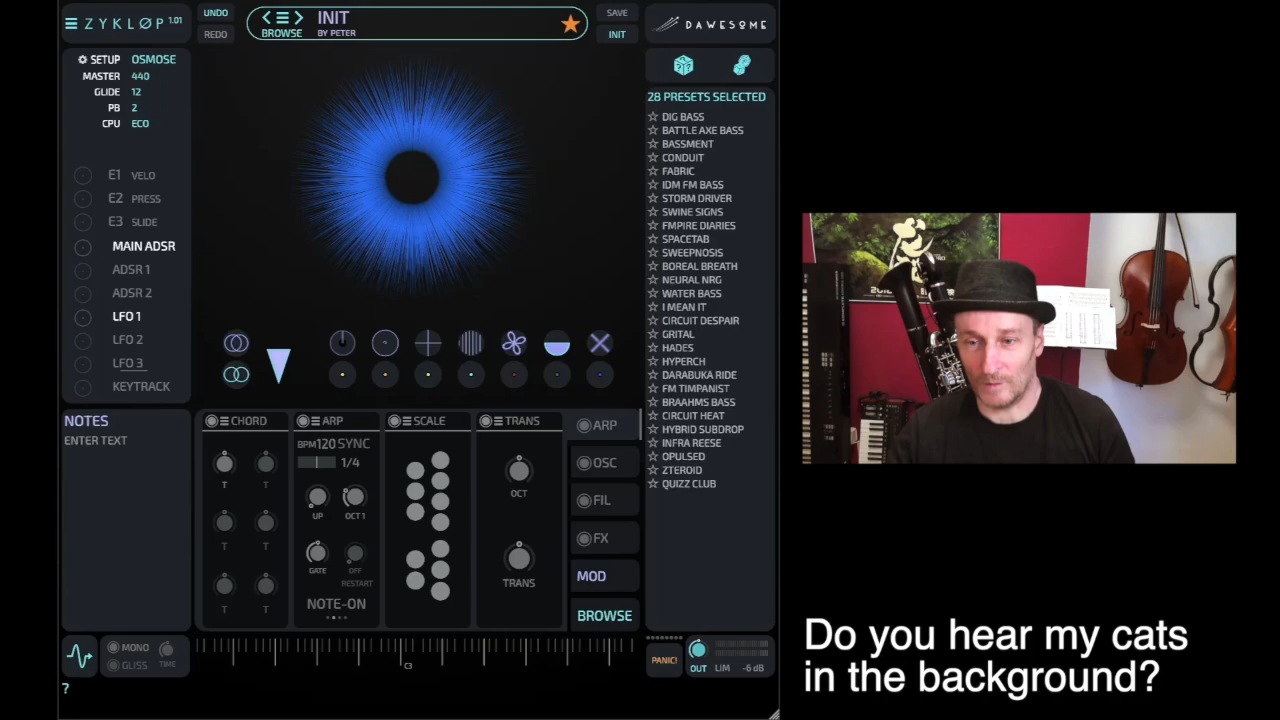 ZYKLØP 1.01
UNDO
REDO
INIT
BROWSE
BY PETER
SAVE
INIT
DAWESOME
SETUP OSMOSE
MASTER 440
GLIDE 12
PB 2
CPU ECO
E1 VELO
E2 PRESS
E3 SLIDE
MAIN ADSR
ADSR 1
ADSR 2
LFO 1
LFO 2
LFO 3
KEYTRACK
28 PRESETS SELECTED
DIG BASS
BATTLE AXE BASS
BASSMENT
CONDUIT
FABRIC
IDM FM BASS
STORM DRIVER
SWINE SIGNS
FMPIRE DIARIES
SPACETAB
SWEEPNOSIS
BOREAL BREATH
NEURAL NRG
WATER BASS
I MEAN IT
CIRCUIT DESPAIR
GRITAL
HADES
HYPERCH
DARABUKA RIDE
FM TIMPANIST
BRAAHMS BASS
CIRCUIT HEAT
HYBRID SUBDROP
INFRA REESE
OPULSED
ZTEROID
QUIZZ CLUB
NOTES
ENTER TEXT
CHORD
T T
T T
T T
ARP
BPM 120 SYNC
1/4
UP OCT 1
GATE OFF
RESTART
NOTE-ON
SCALE
TRANS
OCT
TRANS
ARP
OSC
FIL
FX
MOD
BROWSE
MONO
GLISS
TIME
C3
PANIC!
OUT LIM -6 dB
?
Do you hear my cats
in the background?